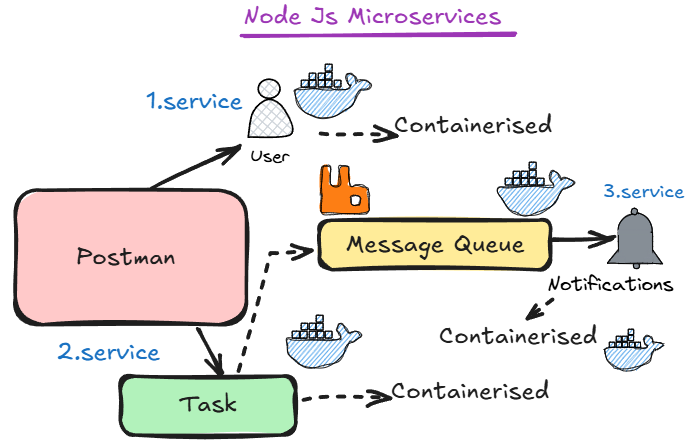 Node Js Microservices
1.service
User
Containerised
Postman
Message Queue
3.service
Notifications
Containerised
2.service
Task
Containerised